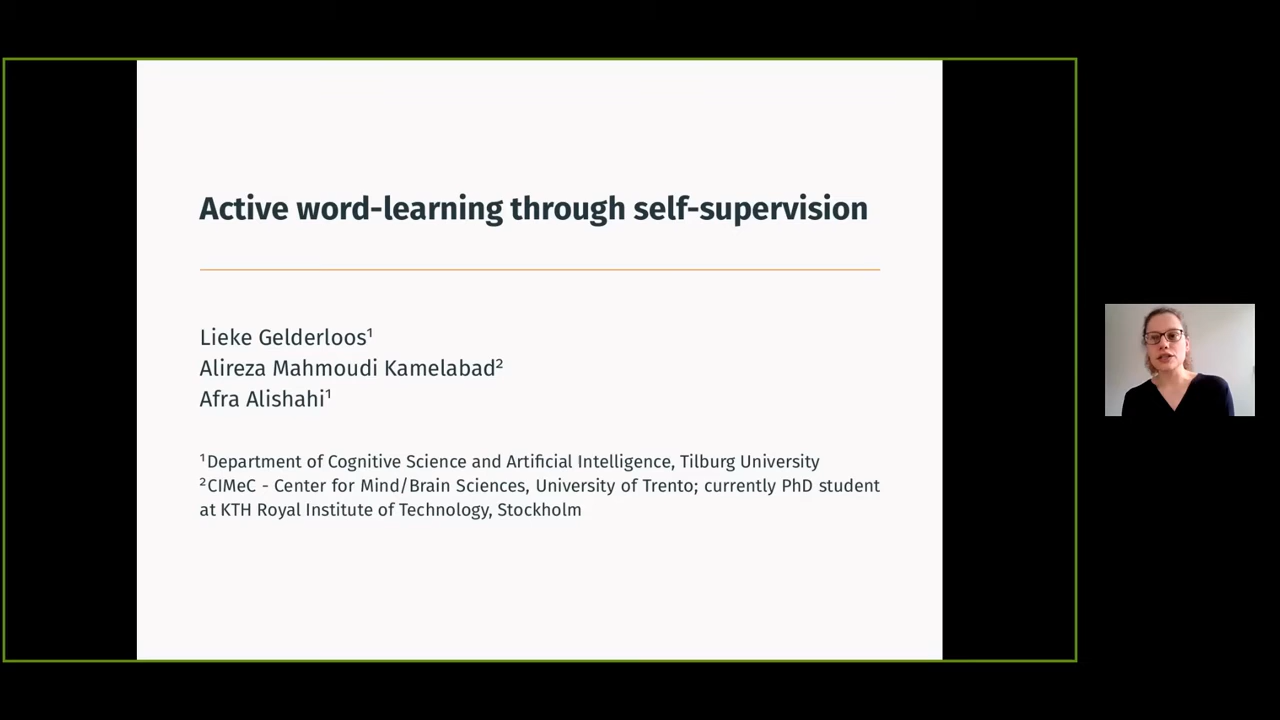 Active word-learning through self-supervision
Lieke Gelderloos¹
Alireza Mahmoudi Kamelabad²
Afra Alishahi¹
¹Department of Cognitive Science and Artificial Intelligence, Tilburg University
²CIMeC - Center for Mind/Brain Sciences, University of Trento; currently PhD student
at KTH Royal Institute of Technology, Stockholm